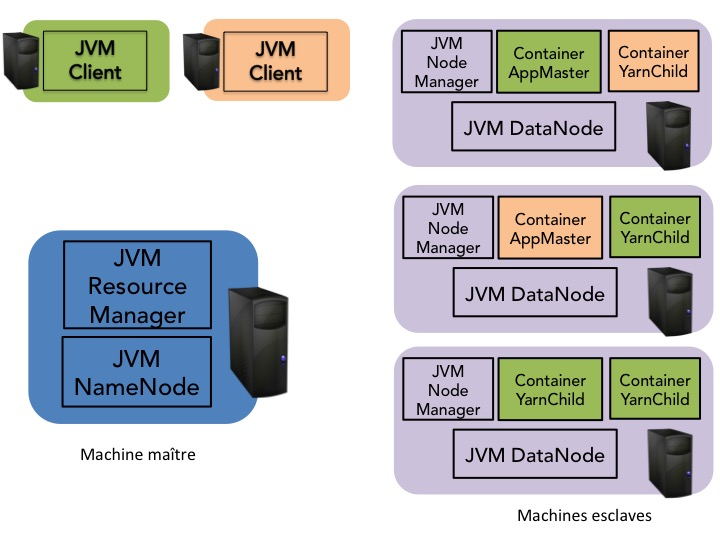 JVM
Client
JVM
Client
JVM
Resource
Manager
JVM
NameNode
Machine maître
JVM
Node
Manager
Container
AppMaster
Container
YarnChild
JVM DataNode
JVM
Node
Manager
Container
AppMaster
Container
YarnChild
JVM DataNode
JVM
Node
Manager
Container
YarnChild
Container
YarnChild
JVM DataNode
Machines esclaves